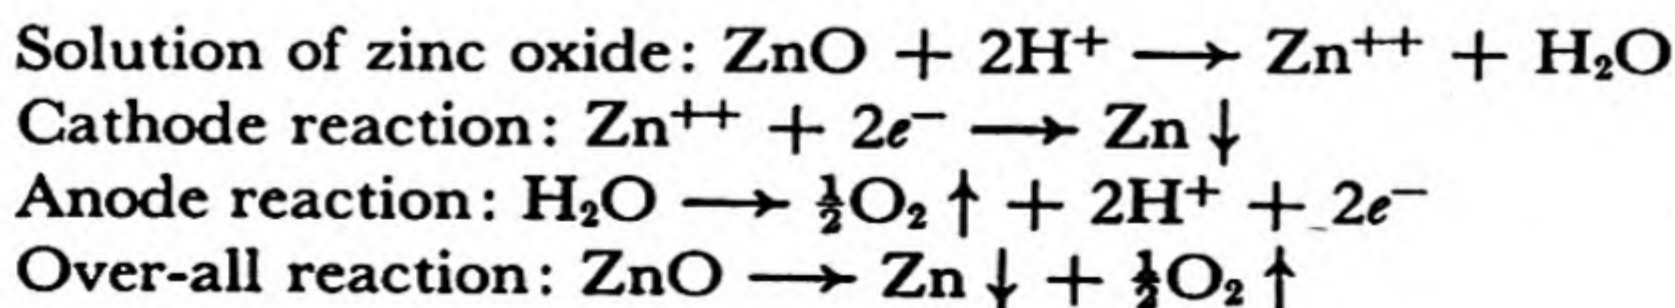 Solution of zinc oxide: ZnO + 2H⁺ ⟶ Zn⁺⁺ + H₂O
Cathode reaction: Zn⁺⁺ + 2e⁻ ⟶ Zn ↓
Anode reaction: H₂O ⟶ ½O₂ ↑ + 2H⁺ + 2e⁻
Over-all reaction: ZnO ⟶ Zn ↓ + ½O₂ ↑